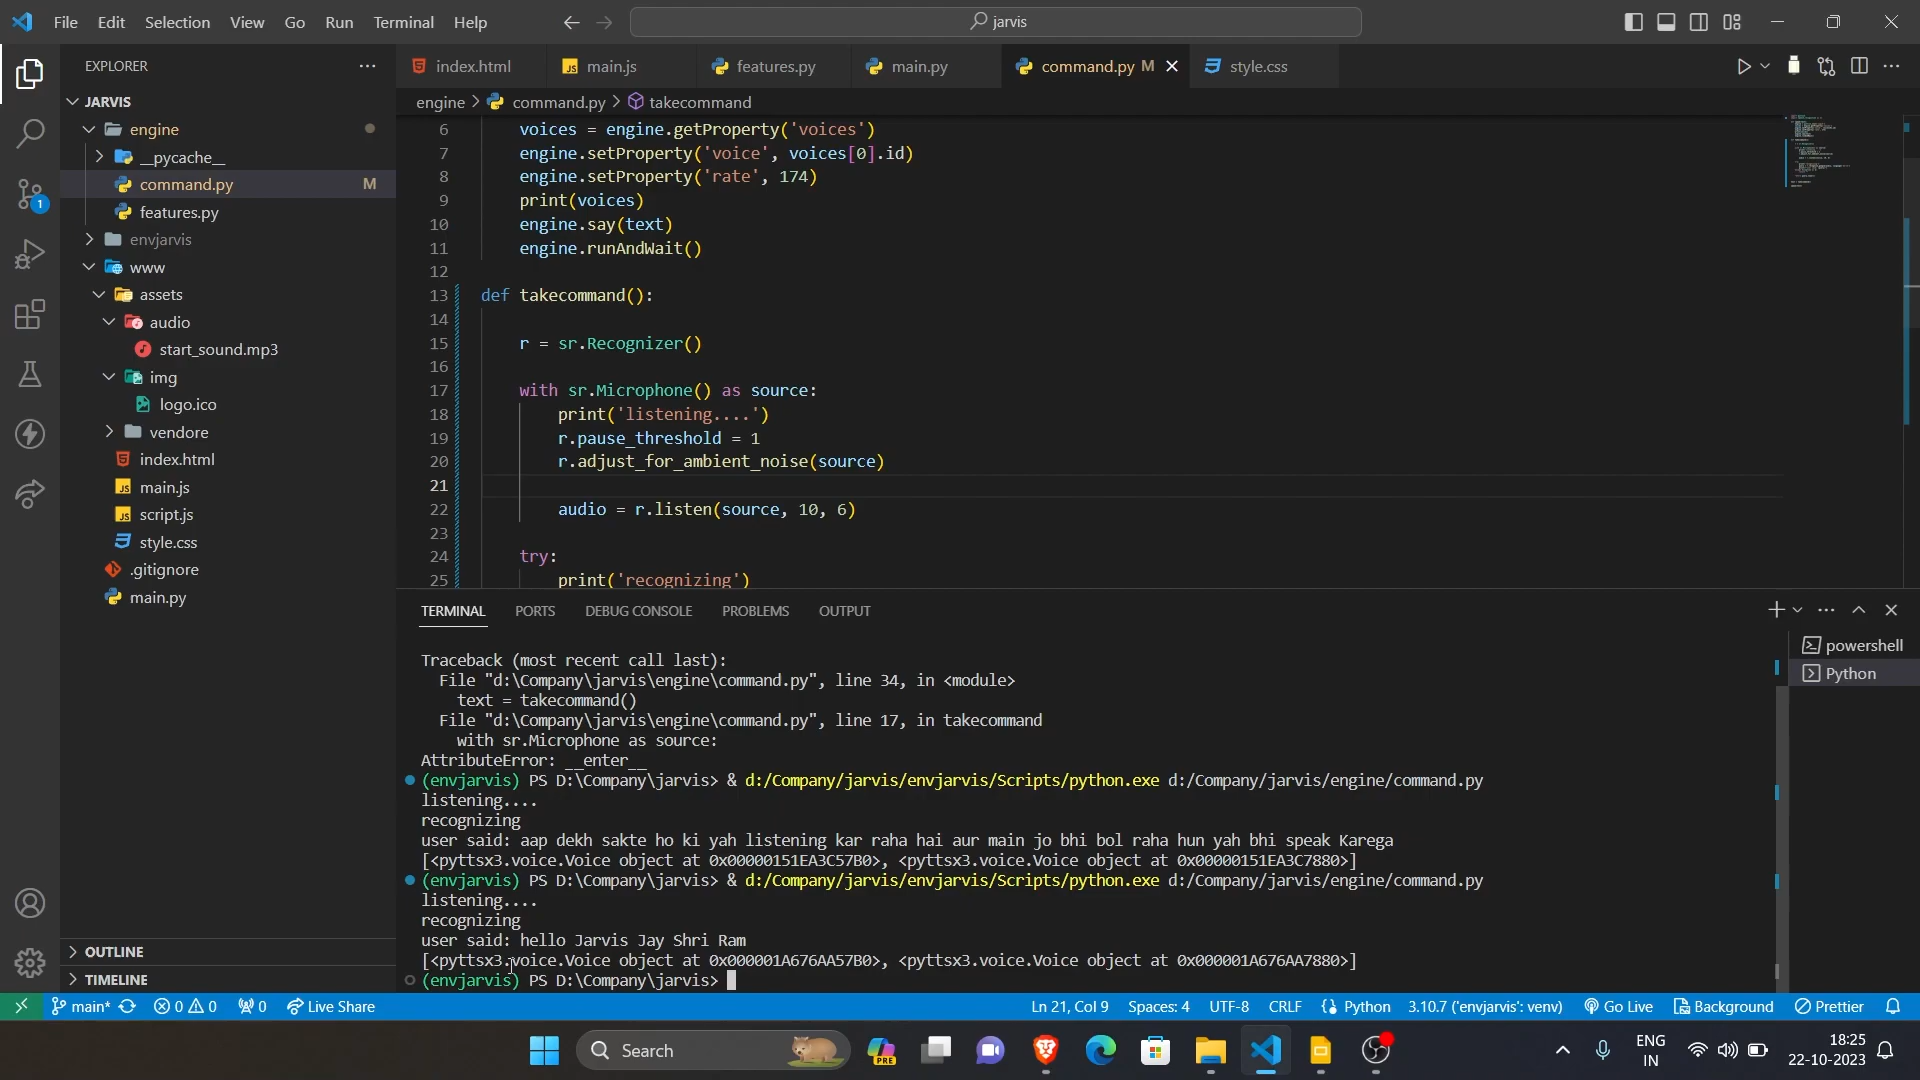 File Edit Selection View Go Run Terminal Help
jarvis
EXPLORER
JARVIS
engine
__pycache__
command.py M
features.py
envjarvis
www
assets
audio
start_sound.mp3
img
logo.ico
vendore
index.html
main.js
script.js
style.css
.gitignore
main.py
OUTLINE
TIMELINE
1
index.html main.js features.py main.py command.py M style.css
engine > command.py > takecommand
6 voices = engine.getProperty('voices')
7 engine.setProperty('voice', voices[0].id)
8 engine.setProperty('rate', 174)
9 print(voices)
10 engine.say(text)
11 engine.runAndWait()
12
13 def takecommand():
14
15 r = sr.Recognizer()
16
17 with sr.Microphone() as source:
18 print('listening....')
19 r.pause_threshold = 1
20 r.adjust_for_ambient_noise(source)
21
22 audio = r.listen(source, 10, 6)
23
24 try:
25 print('recognizing')
TERMINAL PORTS DEBUG CONSOLE PROBLEMS OUTPUT
powershell
Python
Traceback (most recent call last):
File "d:\Company\jarvis\engine\command.py", line 34, in <module>
text = takecommand()
File "d:\Company\jarvis\engine\command.py", line 17, in takecommand
with sr.Microphone as source:
AttributeError: __enter__
(envjarvis) PS D:\Company\jarvis> & d:/Company/jarvis/envjarvis/Scripts/python.exe d:/Company/jarvis/engine/command.py
listening....
recognizing
user said: aap dekh sakte ho ki yah listening kar raha hai aur main jo bhi bol raha hun yah bhi speak Karega
[<pyttsx3.voice.Voice object at 0x00000151EA3C57B0>, <pyttsx3.voice.Voice object at 0x00000151EA3C7880>]
(envjarvis) PS D:\Company\jarvis> & d:/Company/jarvis/envjarvis/Scripts/python.exe d:/Company/jarvis/engine/command.py
listening....
recognizing
user said: hello Jarvis Jay Shri Ram
[<pyttsx3.voice.Voice object at 0x000001A676AA57B0>, <pyttsx3.voice.Voice object at 0x000001A676AA7880>]
(envjarvis) PS D:\Company\jarvis>
main* 0 0 0 Live Share Ln 21, Col 9 Spaces: 4 UTF-8 CRLF Python 3.10.7 ('envjarvis': venv) Go Live Background Prettier
Search PRE ENG IN 18:25 22-10-2023